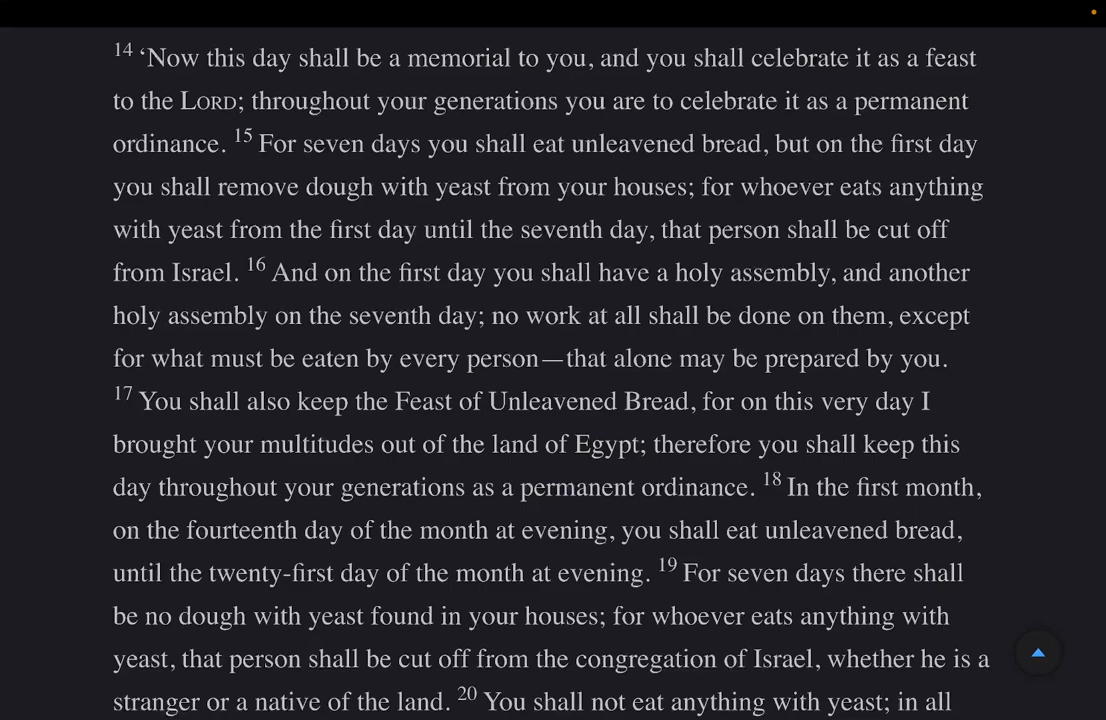 14 ‘Now this day shall be a memorial to you, and you shall celebrate it as a feast
to the LORD; throughout your generations you are to celebrate it as a permanent
ordinance. 15 For seven days you shall eat unleavened bread, but on the first day
you shall remove dough with yeast from your houses; for whoever eats anything
with yeast from the first day until the seventh day, that person shall be cut off
from Israel. 16 And on the first day you shall have a holy assembly, and another
holy assembly on the seventh day; no work at all shall be done on them, except
for what must be eaten by every person—that alone may be prepared by you.
17 You shall also keep the Feast of Unleavened Bread, for on this very day I
brought your multitudes out of the land of Egypt; therefore you shall keep this
day throughout your generations as a permanent ordinance. 18 In the first month,
on the fourteenth day of the month at evening, you shall eat unleavened bread,
until the twenty-first day of the month at evening. 19 For seven days there shall
be no dough with yeast found in your houses; for whoever eats anything with
yeast, that person shall be cut off from the congregation of Israel, whether he is a
stranger or a native of the land. 20 You shall not eat anything with yeast; in all